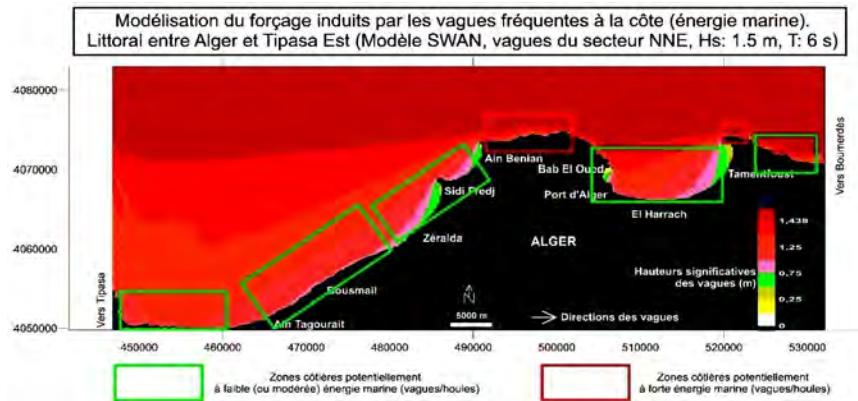 Modélisation du forçage induits par les vagues fréquentes à la côte (énergie marine).
Littoral entre Alger et Tipasa Est (Modèle SWAN, vagues du secteur NNE, Hs: 1.5 m, T: 6 s)
4080000
4070000
4060000
4050000
Vers Tipasa
Vers Boumerdès
Ain Benian
Bab El Oued
Sidi Fredj
Port d'Alger
Tamentfoust
El Harrach
Zéralda
ALGER
Bousmail
Ain Tagourait
N
5000 m
Directions des vagues
Hauteurs significatives
des vagues (m)
1,438
1,25
0,75
0,25
0
450000
460000
470000
480000
490000
500000
510000
520000
530000
Zones côtières potentiellement
à faible (ou modérée) énergie marine (vagues/houles)
Zones côtières potentiellement
à forte énergie marine (vagues/houles)